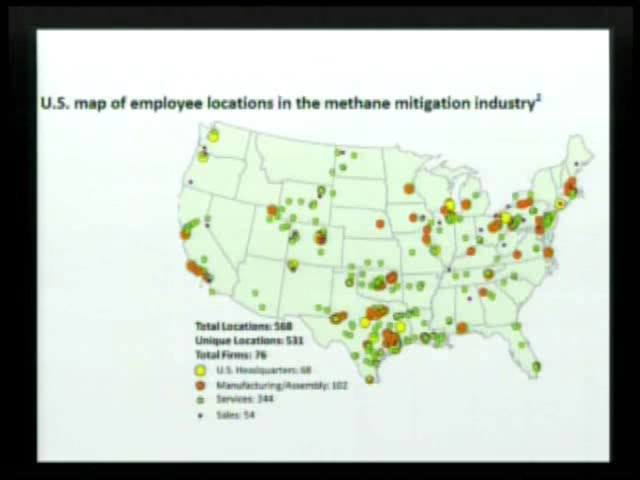 U.S. map of employee locations in the methane mitigation industry²
Total Locations: 568
Unique Locations: 531
Total Firms: 76
U.S. Headquarters: 68
Manufacturing/Assembly: 102
Services: 344
Sales: 54